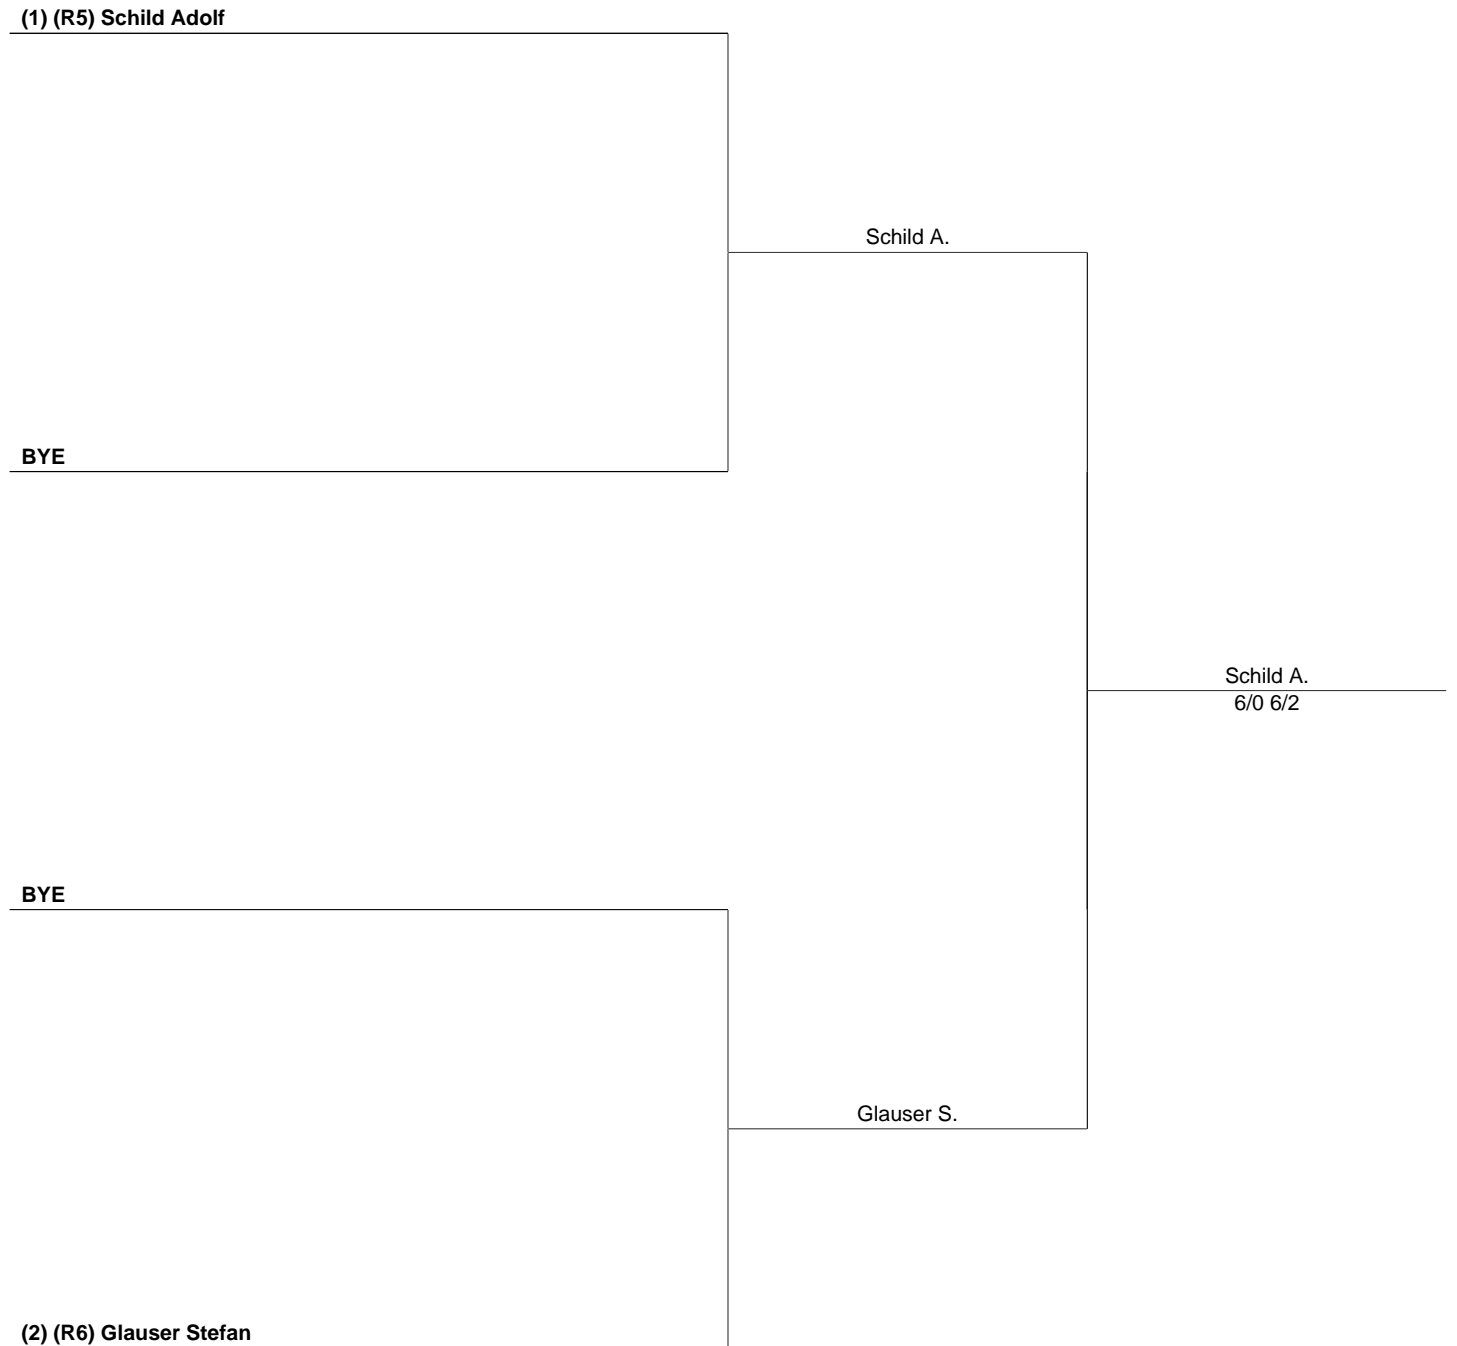 (1) (R5) Schild Adolf
Schild A.
BYE
Schild A.
6/0 6/2
BYE
Glauser S.
(2) (R6) Glauser Stefan